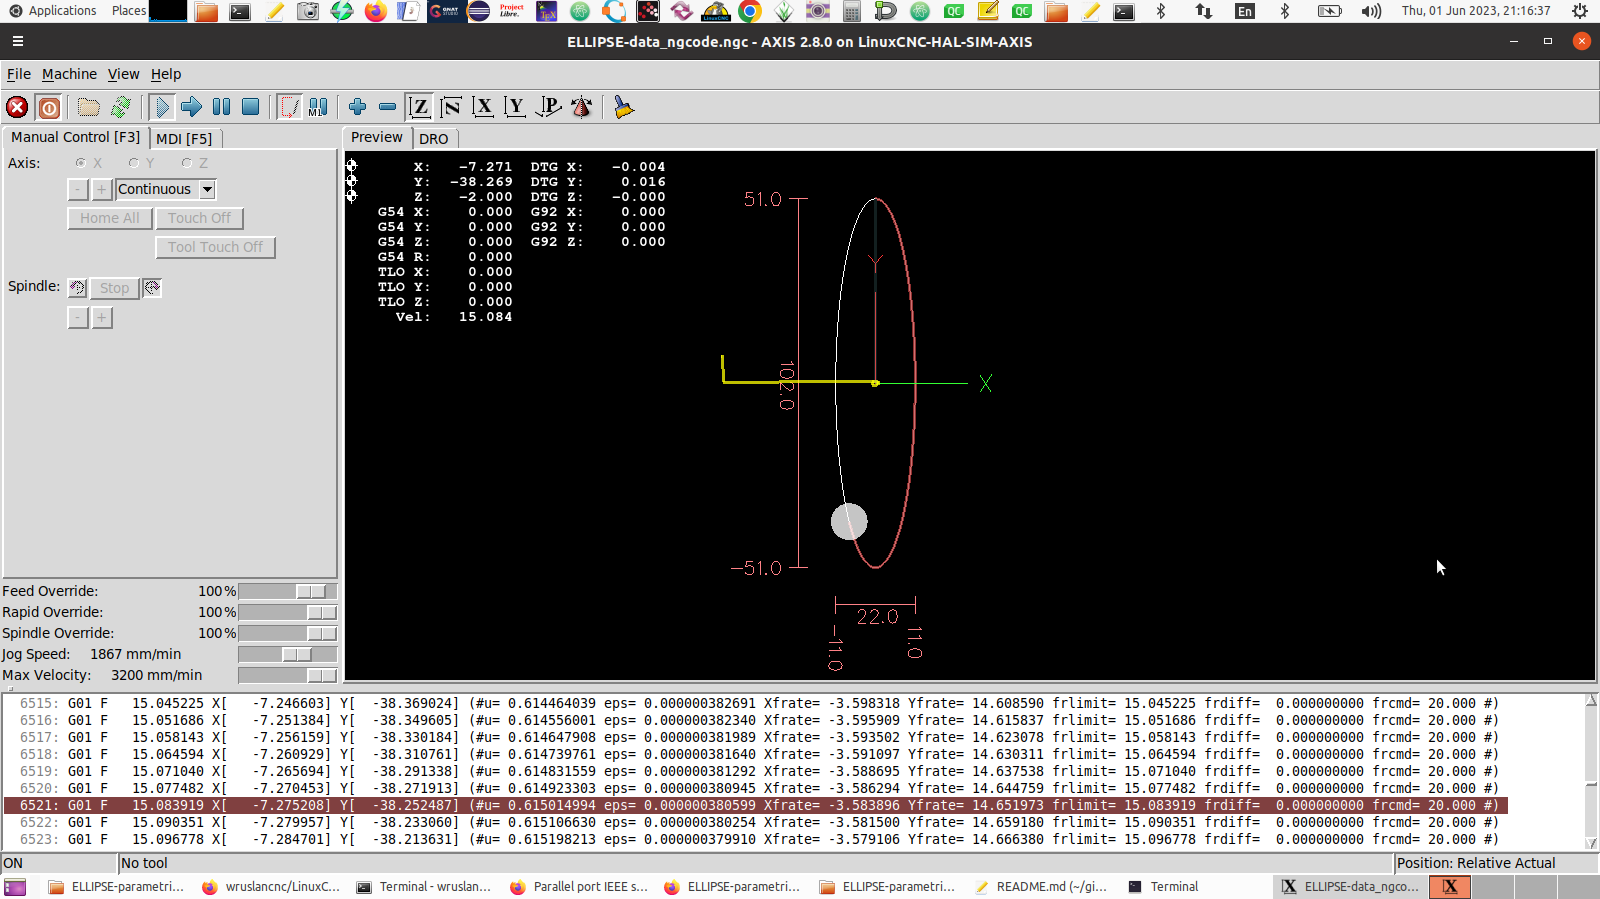 Applications Places
En
Thu, 01 Jun 2023, 21:16:37
ELLIPSE-data_ngcode.ngc - AXIS 2.8.0 on LinuxCNC-HAL-SIM-AXIS
File Machine View Help
Manual Control [F3] MDI [F5]
Preview DRO
Axis: X Y Z
- + Continuous
Home All Touch Off
Tool Touch Off
Spindle: Stop
- +
X: -7.271 DTG X: -0.004
Y: -38.269 DTG Y: 0.016
Z: -2.000 DTG Z: -0.000
G54 X: 0.000 G92 X: 0.000
G54 Y: 0.000 G92 Y: 0.000
G54 Z: 0.000 G92 Z: 0.000
G54 R: 0.000
TLO X: 0.000
TLO Y: 0.000
TLO Z: 0.000
Vel: 15.084
51.0
Y
102.0
X
-51.0
22.0
-11.0
11.0
Feed Override: 100%
Rapid Override: 100%
Spindle Override: 100%
Jog Speed: 1867 mm/min
Max Velocity: 3200 mm/min
6515: G01 F 15.045225 X[ -7.246603] Y[ -38.369024] (#u= 0.614464039 eps= 0.000000382691 Xfrate= -3.598318 Yfrate= 14.608590 frlimit= 15.045225 frdiff= 0.000000000 frcmd= 20.000 #)
6516: G01 F 15.051686 X[ -7.251384] Y[ -38.349605] (#u= 0.614556001 eps= 0.000000382340 Xfrate= -3.595909 Yfrate= 14.615837 frlimit= 15.051686 frdiff= 0.000000000 frcmd= 20.000 #)
6517: G01 F 15.058143 X[ -7.256159] Y[ -38.330184] (#u= 0.614647908 eps= 0.000000381989 Xfrate= -3.593502 Yfrate= 14.623078 frlimit= 15.058143 frdiff= 0.000000000 frcmd= 20.000 #)
6518: G01 F 15.064594 X[ -7.260929] Y[ -38.310761] (#u= 0.614739761 eps= 0.000000381640 Xfrate= -3.591097 Yfrate= 14.630311 frlimit= 15.064594 frdiff= 0.000000000 frcmd= 20.000 #)
6519: G01 F 15.071040 X[ -7.265694] Y[ -38.291338] (#u= 0.614831559 eps= 0.000000381292 Xfrate= -3.588695 Yfrate= 14.637538 frlimit= 15.071040 frdiff= 0.000000000 frcmd= 20.000 #)
6520: G01 F 15.077482 X[ -7.270453] Y[ -38.271913] (#u= 0.614923303 eps= 0.000000380945 Xfrate= -3.586294 Yfrate= 14.644759 frlimit= 15.077482 frdiff= 0.000000000 frcmd= 20.000 #)
6521: G01 F 15.083919 X[ -7.275208] Y[ -38.252487] (#u= 0.615014994 eps= 0.000000380599 Xfrate= -3.583896 Yfrate= 14.651973 frlimit= 15.083919 frdiff= 0.000000000 frcmd= 20.000 #)
6522: G01 F 15.090351 X[ -7.279957] Y[ -38.233060] (#u= 0.615106630 eps= 0.000000380254 Xfrate= -3.581500 Yfrate= 14.659180 frlimit= 15.090351 frdiff= 0.000000000 frcmd= 20.000 #)
6523: G01 F 15.096778 X[ -7.284701] Y[ -38.213631] (#u= 0.615198213 eps= 0.000000379910 Xfrate= -3.579106 Yfrate= 14.666380 frlimit= 15.096778 frdiff= 0.000000000 frcmd= 20.000 #)
ON No tool Position: Relative Actual
ELLIPSE-parametri... wruslancnc/LinuxC... Terminal - wruslan... Parallel port IEEE s... ELLIPSE-parametri... ELLIPSE-parametri... README.md (~/gi... Terminal ELLIPSE-data_ngco...